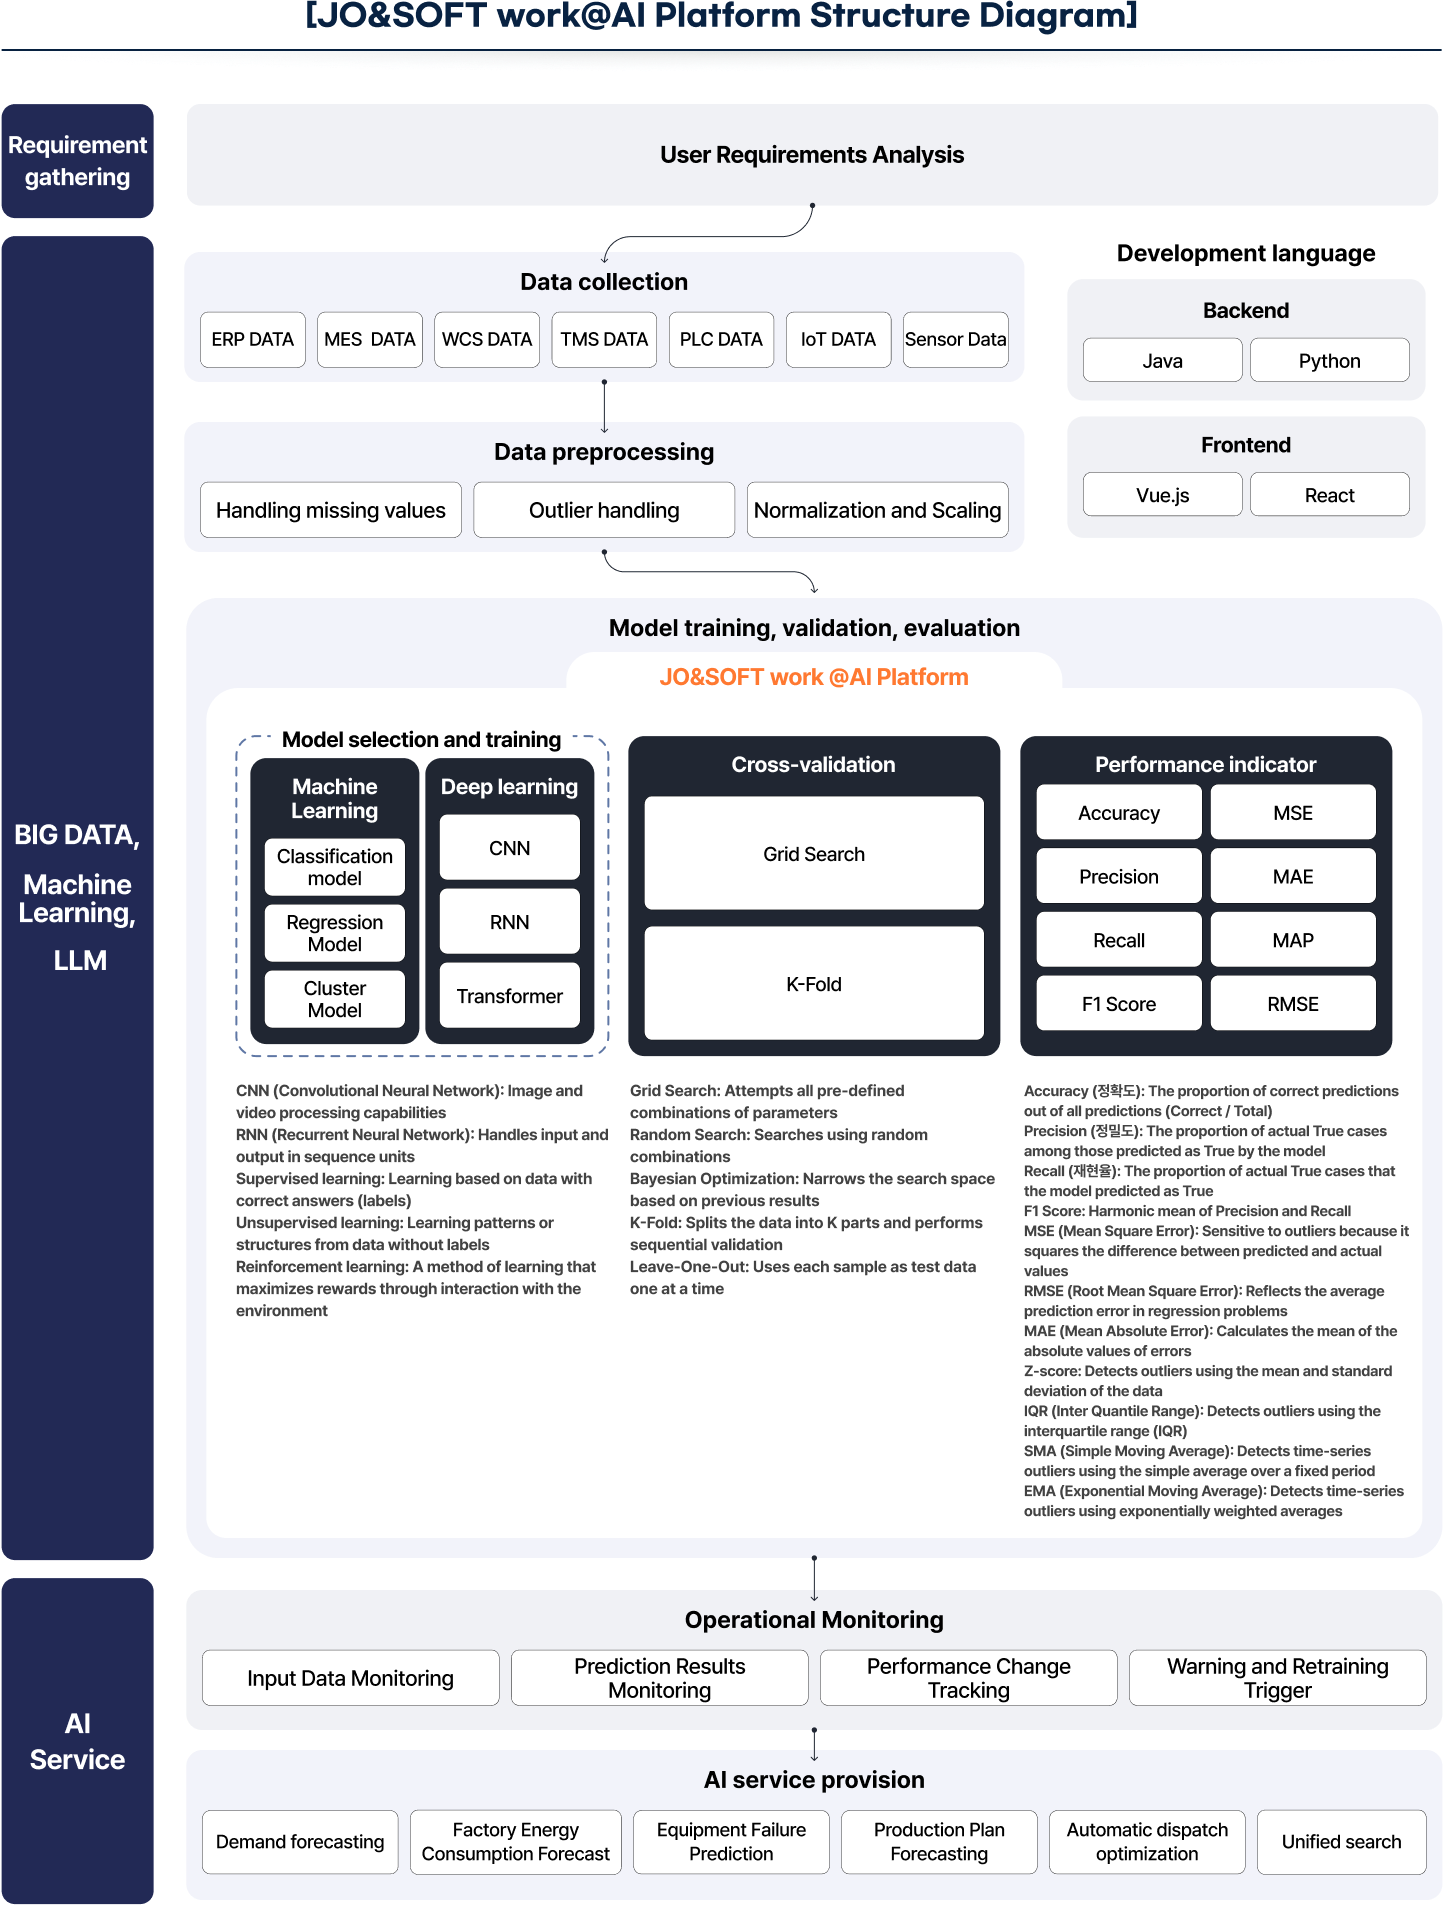 [JO&SOFT work@AI Platform Structure Diagram]
Requirement
gathering
User Requirements Analysis
BIG DATA,
Machine
Learning,
LLM
Data collection
ERP DATA
MES  DATA
WCS DATA
TMS DATA
PLC DATA
IoT DATA
Sensor Data
Development language
Backend
Java
Python
Frontend
Vue.js
React
Data preprocessing
Handling missing values
Outlier handling
Normalization and Scaling
Model training, validation, evaluation
JO&SOFT work @AI Platform
Model selection and training
Machine
Learning
Classification
model
Regression
Model
Cluster
Model
Deep learning
CNN
RNN
Transformer
Cross-validation
Grid Search
K-Fold
Performance indicator
Accuracy
MSE
Precision
MAE
Recall
MAP
F1 Score
RMSE
CNN (Convolutional Neural Network): Image and
video processing capabilities
RNN (Recurrent Neural Network): Handles input and
output in sequence units
Supervised learning: Learning based on data with
correct answers (labels)
Unsupervised learning: Learning patterns or
structures from data without labels
Reinforcement learning: A method of learning that
maximizes rewards through interaction with the
environment
Grid Search: Attempts all pre-defined
combinations of parameters
Random Search: Searches using random
combinations
Bayesian Optimization: Narrows the search space
based on previous results
K-Fold: Splits the data into K parts and performs
sequential validation
Leave-One-Out: Uses each sample as test data
one at a time
Accuracy (정확도): The proportion of correct predictions
out of all predictions (Correct / Total)
Precision (정밀도): The proportion of actual True cases
among those predicted as True by the model
Recall (재현율): The proportion of actual True cases that
the model predicted as True
F1 Score: Harmonic mean of Precision and Recall
MSE (Mean Square Error): Sensitive to outliers because it
squares the difference between predicted and actual
values
RMSE (Root Mean Square Error): Reflects the average
prediction error in regression problems
MAE (Mean Absolute Error): Calculates the mean of the
absolute values of errors
Z-score: Detects outliers using the mean and standard
deviation of the data
IQR (Inter Quantile Range): Detects outliers using the
interquartile range (IQR)
SMA (Simple Moving Average): Detects time-series
outliers using the simple average over a fixed period
EMA (Exponential Moving Average): Detects time-series
outliers using exponentially weighted averages
AI
Service
Operational Monitoring
Input Data Monitoring
Prediction Results
Monitoring
Performance Change
Tracking
Warning and Retraining
Trigger
AI service provision
Demand forecasting
Factory Energy
Consumption Forecast
Equipment Failure
Prediction
Production Plan
Forecasting
Automatic dispatch
optimization
Unified search